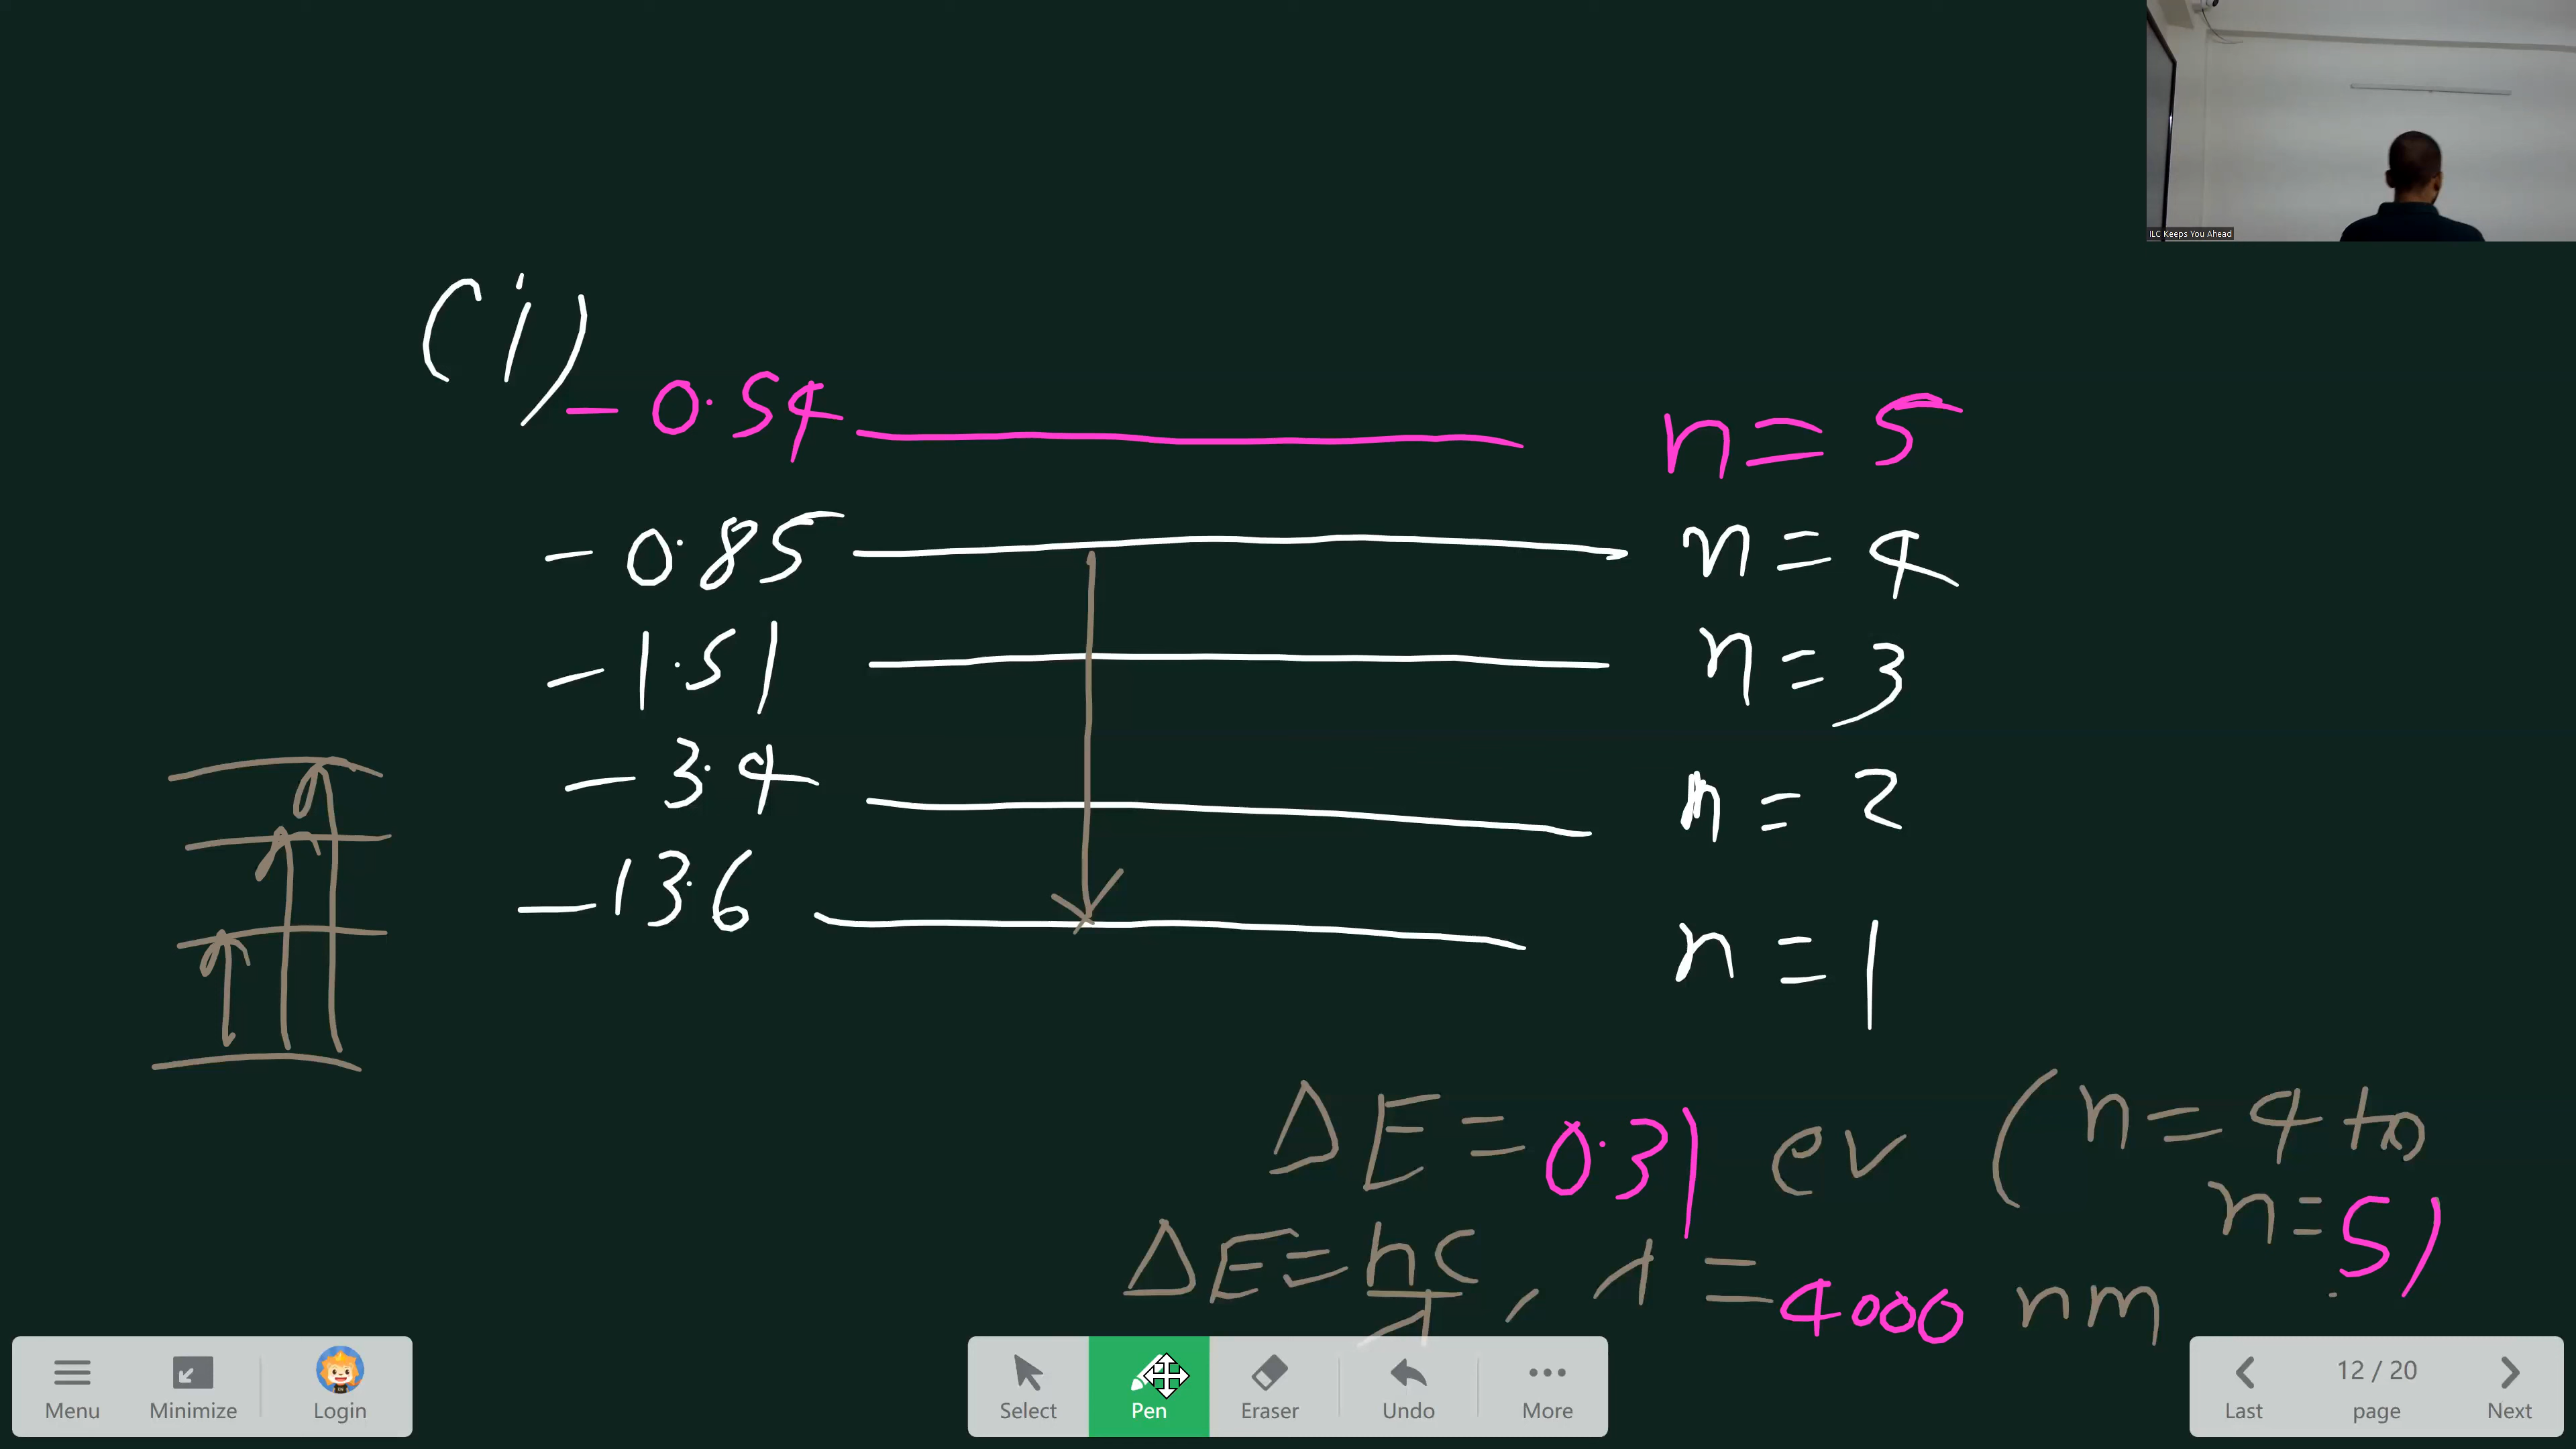 ILC Keeps You Ahead
(i)
-0.54 n=5
-0.85 n=4
-1.51 n=3
-3.4 n=2
-13.6 n=1
ΔE=0.31 ev (n=4 to
n=5)
ΔE=hc/λ, λ=4000 nm
Menu Minimize Login Select Pen Eraser Undo More Last 12 / 20 page Next